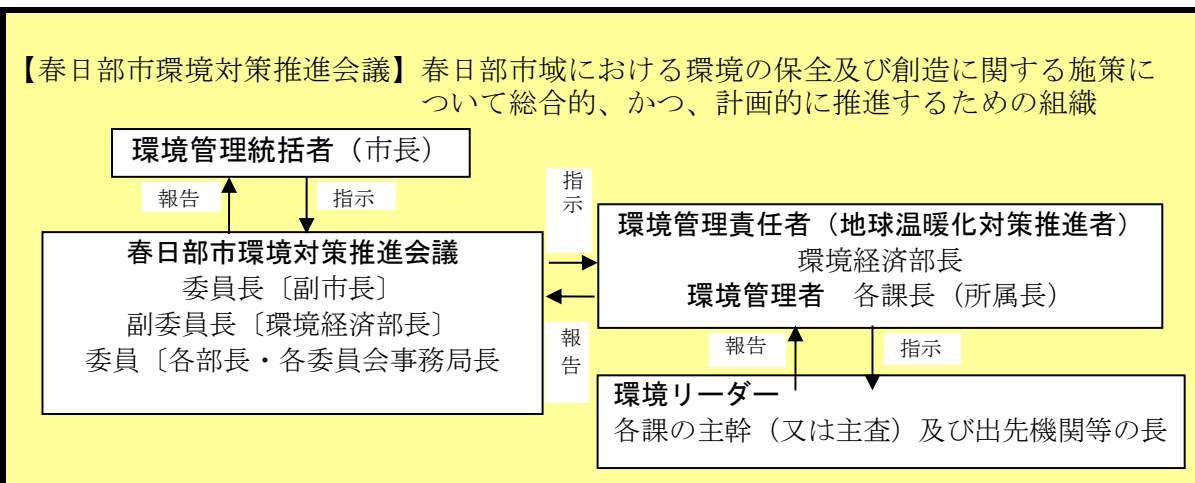 【春日部市環境対策推進会議】春日部市域における環境の保全及び創造に関する施策に
ついて総合的、かつ、計画的に推進するための組織
環境管理統括者（市長）
報告
指示
春日部市環境対策推進会議
委員長〔副市長〕
副委員長〔環境経済部長〕
委員〔各部長・各委員会事務局長
指示
報告
環境管理責任者（地球温暖化対策推進者）
環境経済部長
環境管理者　各課長（所属長）
報告
指示
環境リーダー
各課の主幹（又は主査）及び出先機関等の長